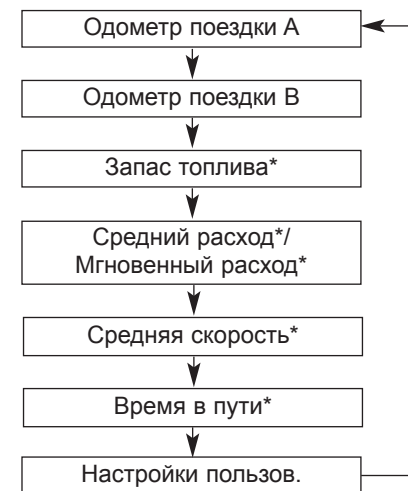 Одометр поездки A
Одометр поездки B
Запас топлива*
Средний расход*/
Мгновенный расход*
Средняя скорость*
Время в пути*
Настройки пользов.